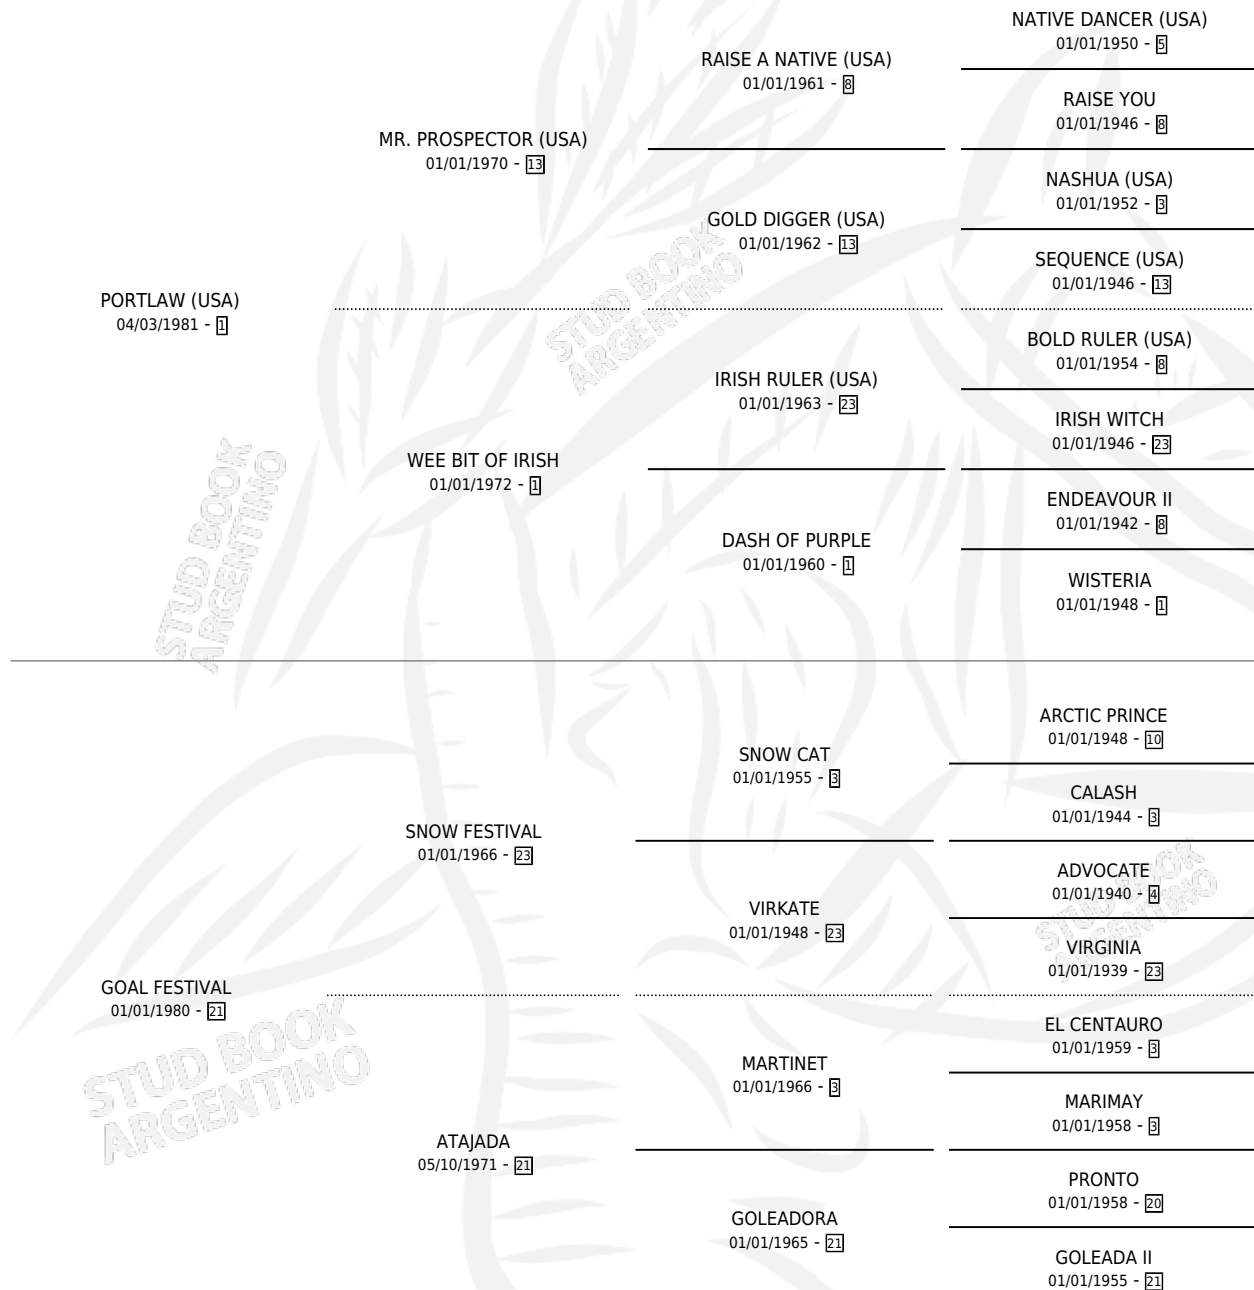 NATIVE DANCER (USA)
01/01/1950 - 5
RAISE A NATIVE (USA)
01/01/1961 - 8
RAISE YOU
01/01/1946 - 8
MR. PROSPECTOR (USA)
01/01/1970 - 13
NASHUA (USA)
01/01/1952 - 3
GOLD DIGGER (USA)
01/01/1962 - 13
SEQUENCE (USA)
01/01/1946 - 13
PORTLAW (USA)
04/03/1981 - 1
BOLD RULER (USA)
01/01/1954 - 8
IRISH RULER (USA)
01/01/1963 - 23
IRISH WITCH
01/01/1946 - 23
WEE BIT OF IRISH
01/01/1972 - 1
ENDEAVOUR II
01/01/1942 - 8
DASH OF PURPLE
01/01/1960 - 1
WISTERIA
01/01/1948 - 1
ARCTIC PRINCE
01/01/1948 - 10
SNOW CAT
01/01/1955 - 3
CALASH
01/01/1944 - 3
SNOW FESTIVAL
01/01/1966 - 23
ADVOCATE
01/01/1940 - 4
VIRKATE
01/01/1948 - 23
VIRGINIA
01/01/1939 - 23
GOAL FESTIVAL
01/01/1980 - 21
EL CENTAURO
01/01/1959 - 3
MARTINET
01/01/1966 - 3
MARIMAY
01/01/1958 - 3
ATAJADA
05/10/1971 - 21
PRONTO
01/01/1958 - 20
GOLEADORA
01/01/1965 - 21
GOLEADA II
01/01/1955 - 21
STUD BOOK
ARGENTINO
STUD BOOK
ARGENTINO
STUD BOOK
ARGENTINO
STUD BOOK
ARGENTINO